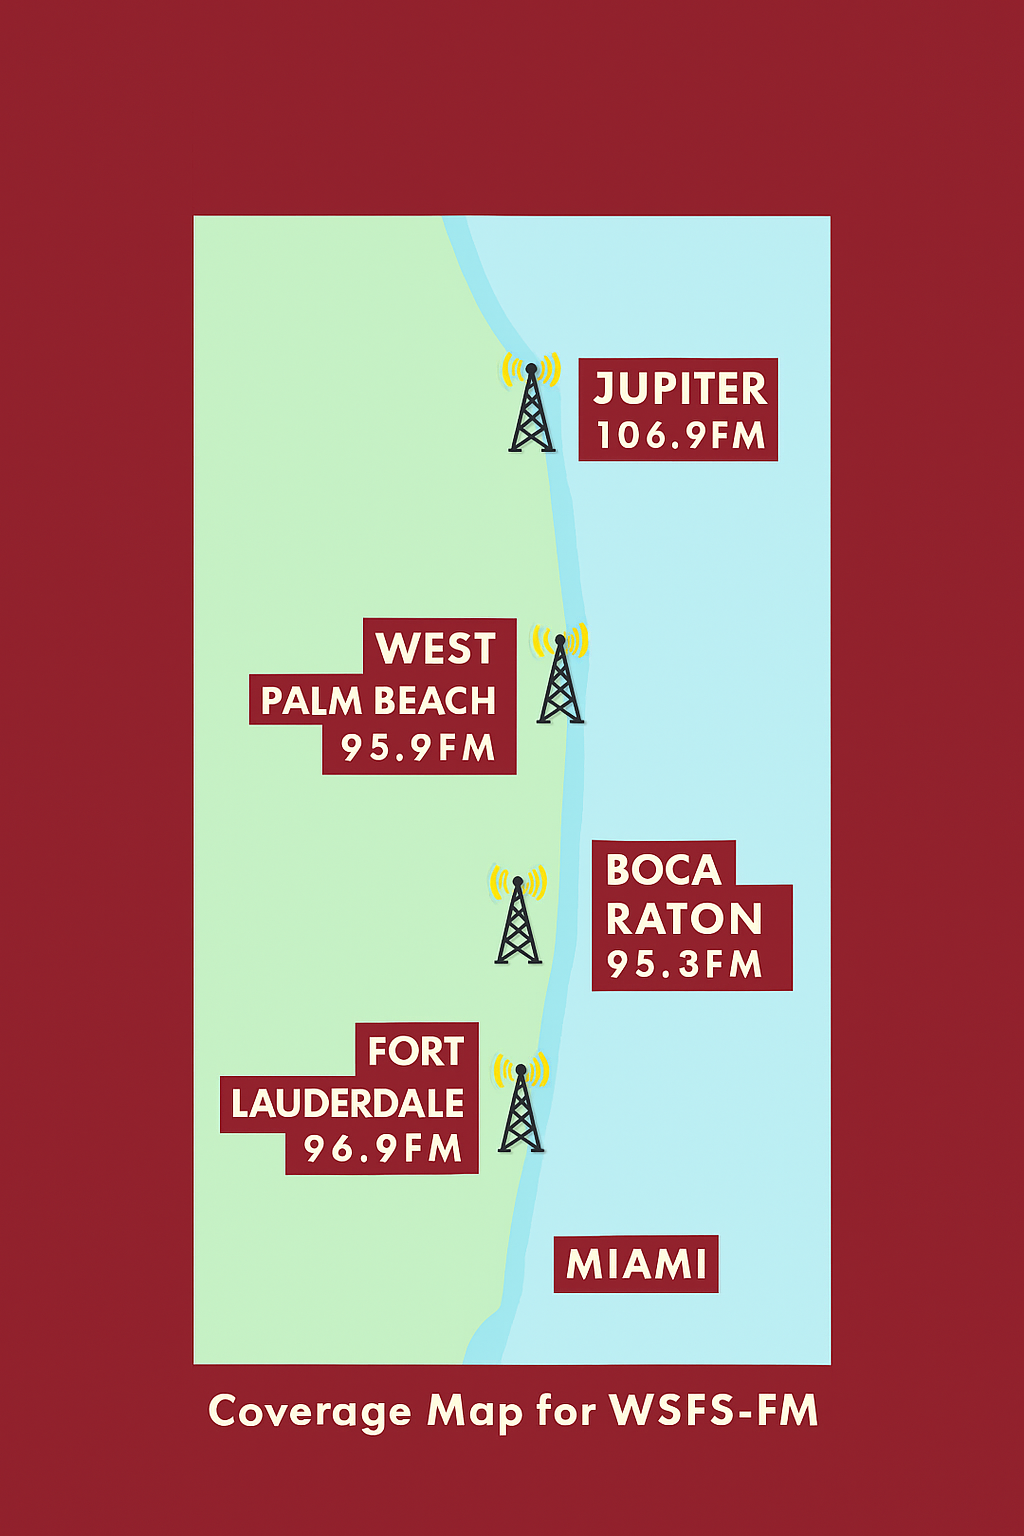 JUPITER
106.9FM
WEST
PALM BEACH
95.9FM
BOCA
RATON
95.3FM
FORT
LAUDERDALE
96.9FM
MIAMI
Coverage Map for WSFS-FM